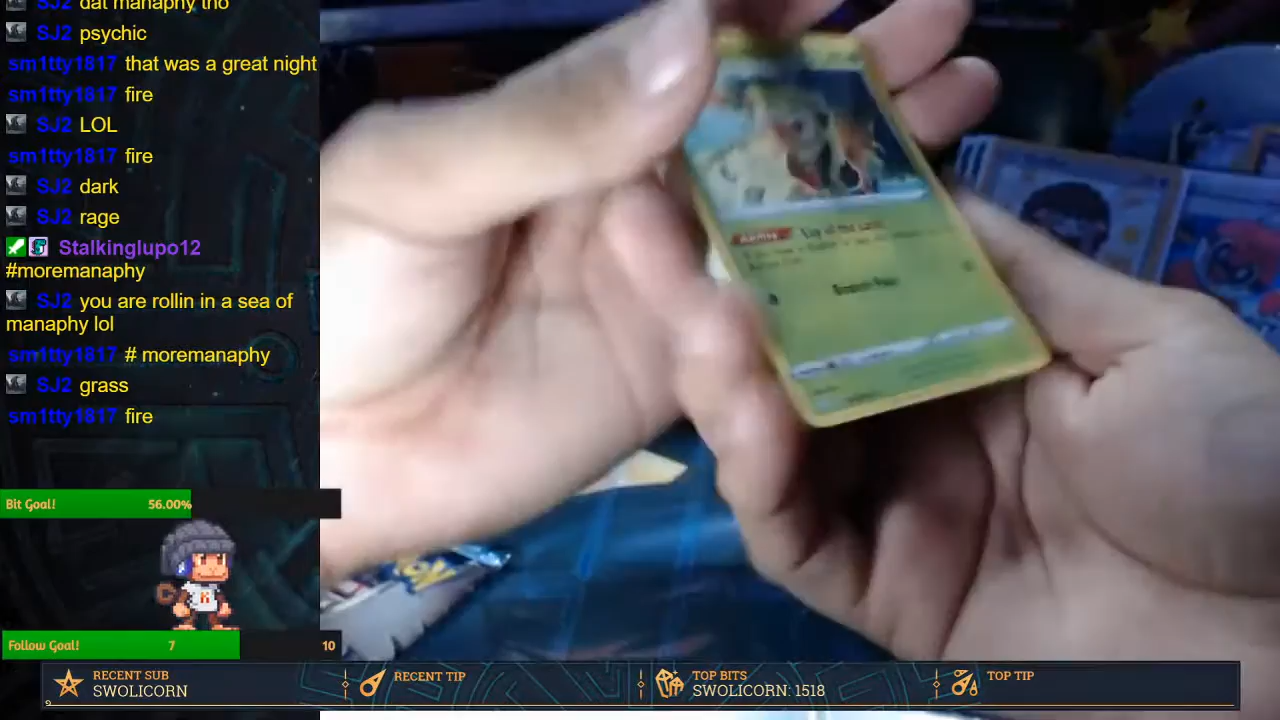 SJ2 dat manaphy tho
SJ2 psychic
sm1tty1817 that was a great night
sm1tty1817 fire
SJ2 LOL
sm1tty1817 fire
SJ2 dark
SJ2 rage
Stalkinglupo12
#moremanaphy
SJ2 you are rollin in a sea of
manaphy lol
sm1tty1817 # moremanaphy
SJ2 grass
sm1tty1817 fire
Bit Goal! 56.00%
Follow Goal! 7 10
RECENT SUB
SWOLICORN
RECENT TIP
TOP BITS
SWOLICORN: 1518
TOP TIP